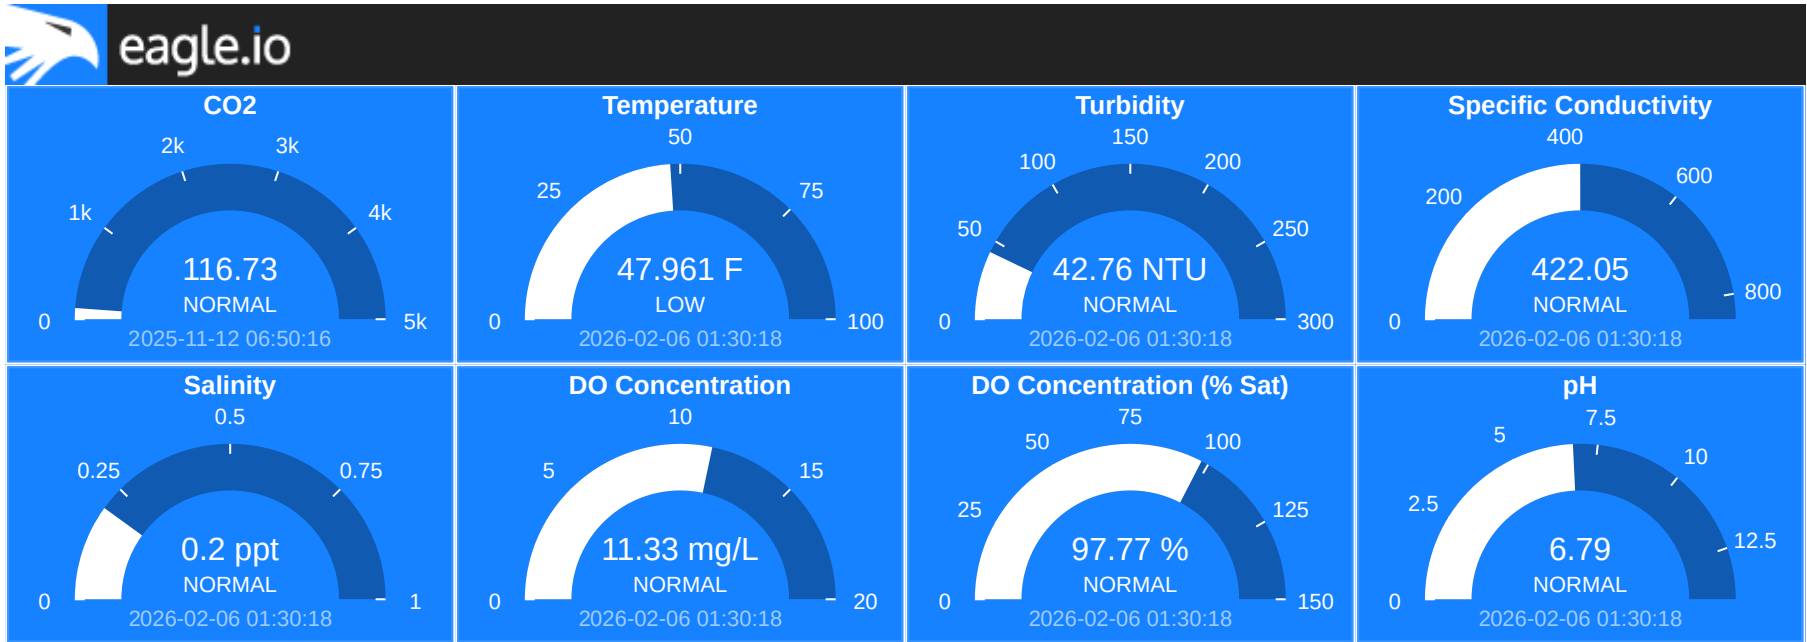 eagle.io
CO2
0
1k
2k
3k
4k
5k
116.73
NORMAL
2025-11-12 06:50:16
Temperature
0
25
50
75
100
47.961 F
LOW
2026-02-06 01:30:18
Turbidity
0
50
100
150
200
250
300
42.76 NTU
NORMAL
2026-02-06 01:30:18
Specific Conductivity
0
200
400
600
800
422.05
NORMAL
2026-02-06 01:30:18
Salinity
0
0.25
0.5
0.75
1
0.2 ppt
NORMAL
2026-02-06 01:30:18
DO Concentration
0
5
10
15
20
11.33 mg/L
NORMAL
2026-02-06 01:30:18
DO Concentration (% Sat)
0
25
50
75
100
125
150
97.77 %
NORMAL
2026-02-06 01:30:18
pH
0
2.5
5
7.5
10
12.5
6.79
NORMAL
2026-02-06 01:30:18